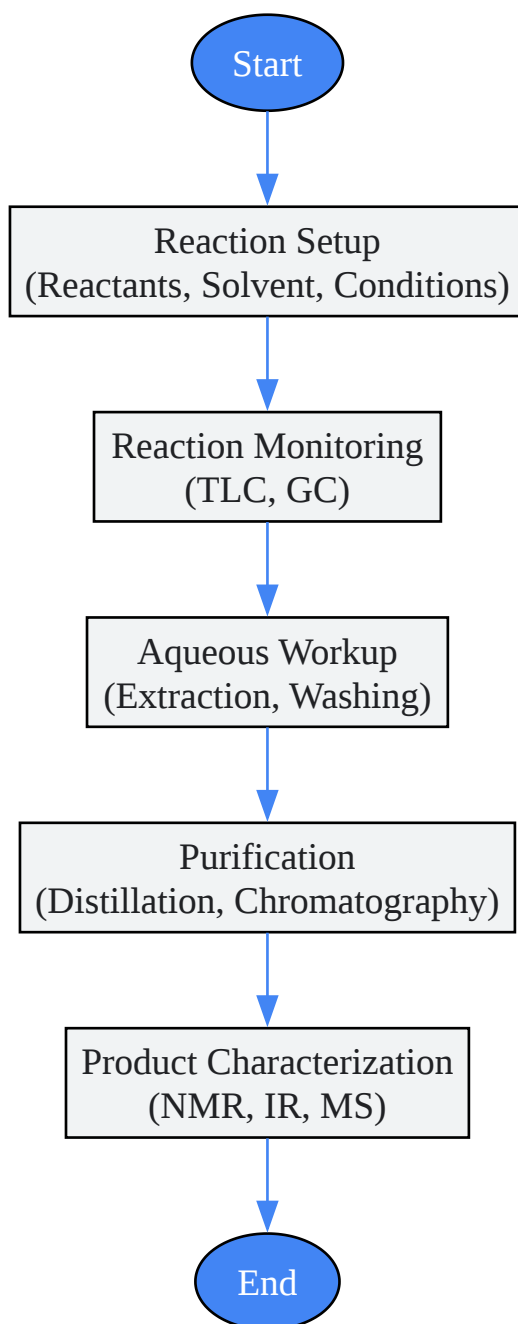 Start
Reaction Setup
(Reactants, Solvent, Conditions)
Reaction Monitoring
(TLC, GC)
Aqueous Workup
(Extraction, Washing)
Purification
(Distillation, Chromatography)
Product Characterization
(NMR, IR, MS)
End